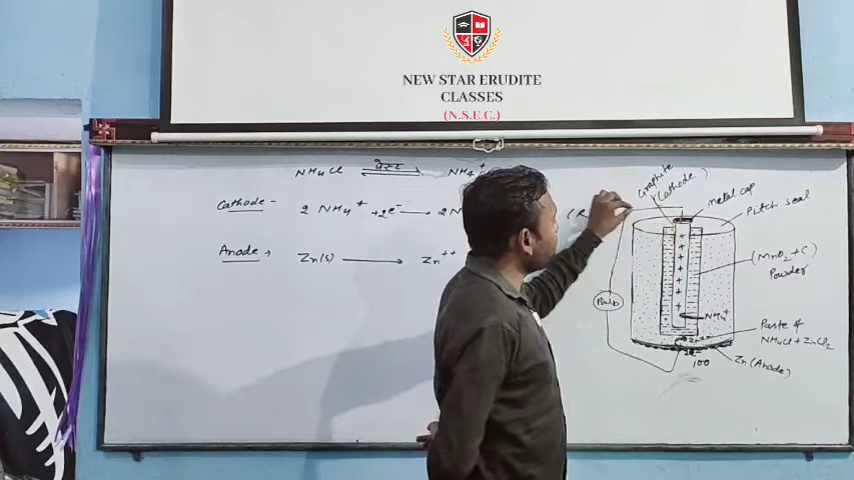 NEW STAR ERUDITE
CLASSES
(N.S.E.C.)
NH4Cl ⇌ NH4+
Cathode - 2 NH4+ + 2e- → 2N
Anode → Zn(s) → Zn++
Graphite
(Cathode)
metal cap
Pitch seal
(MnO2+C)
Powder
Bulb
NH4+
Paste of
NH4Cl + ZnCl2
Zn (Anode)
100